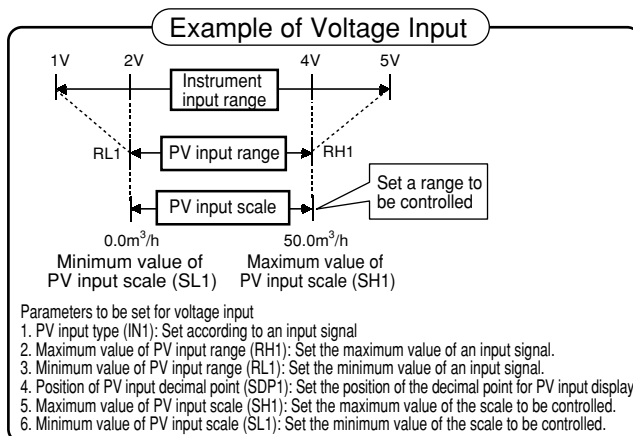 Example of Voltage Input
1V 2V 4V 5V
Instrument
input range
RL1 PV input range RH1
Set a range to
be controlled
PV input scale
0.0m³/h 50.0m³/h
Minimum value of Maximum value of
PV input scale (SL1) PV input scale (SH1)
Parameters to be set for voltage input
1. PV input type (IN1): Set according to an input signal
2. Maximum value of PV input range (RH1): Set the maximum value of an input signal.
3. Minimum value of PV input range (RL1): Set the minimum value of an input signal.
4. Position of PV input decimal point (SDP1): Set the position of the decimal point for PV input display
5. Maximum value of PV input scale (SH1): Set the maximum value of the scale to be controlled.
6. Minimum value of PV input scale (SL1): Set the minimum value of the scale to be controlled.